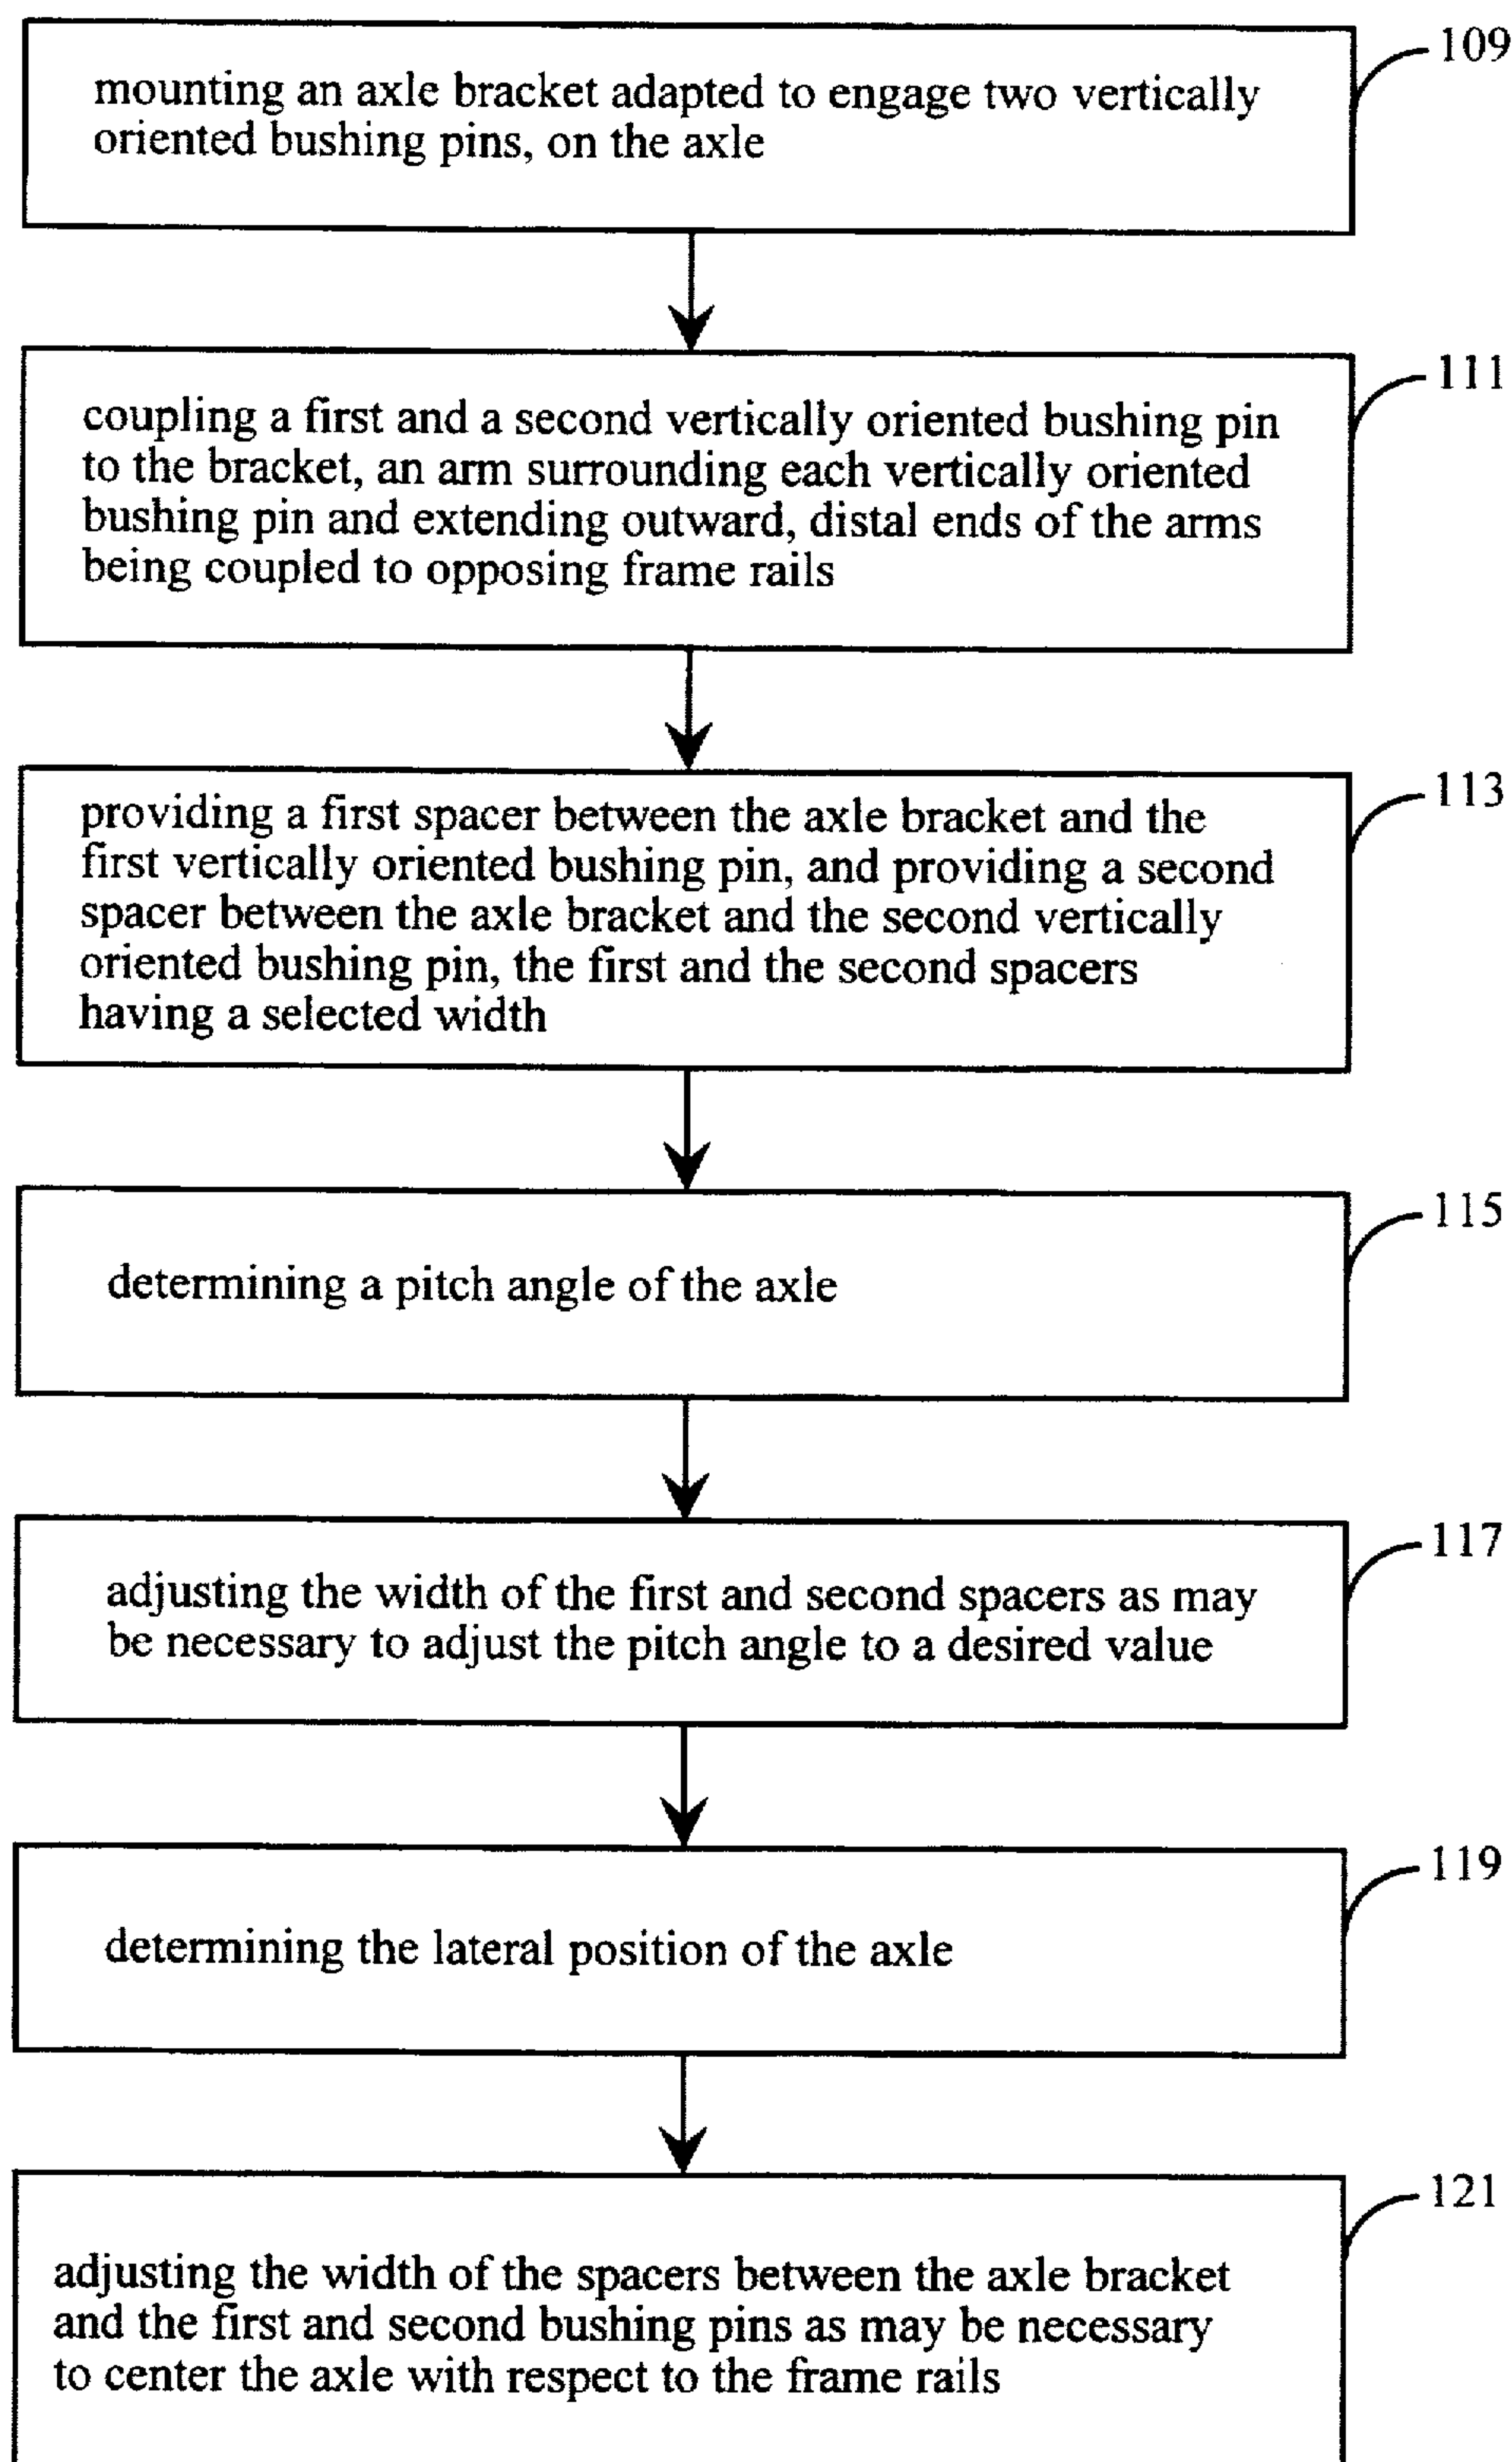 109
mounting an axle bracket adapted to engage two vertically
oriented bushing pins, on the axle
111
coupling a first and a second vertically oriented bushing pin
to the bracket, an arm surrounding each vertically oriented
bushing pin and extending outward, distal ends of the arms
being coupled to opposing frame rails
113
providing a first spacer between the axle bracket and the
first vertically oriented bushing pin, and providing a second
spacer between the axle bracket and the second vertically
oriented bushing pin, the first and the second spacers
having a selected width
115
determining a pitch angle of the axle
117
adjusting the width of the first and second spacers as may
be necessary to adjust the pitch angle to a desired value
119
determining the lateral position of the axle
121
adjusting the width of the spacers between the axle bracket
and the first and second bushing pins as may be necessary
to center the axle with respect to the frame rails